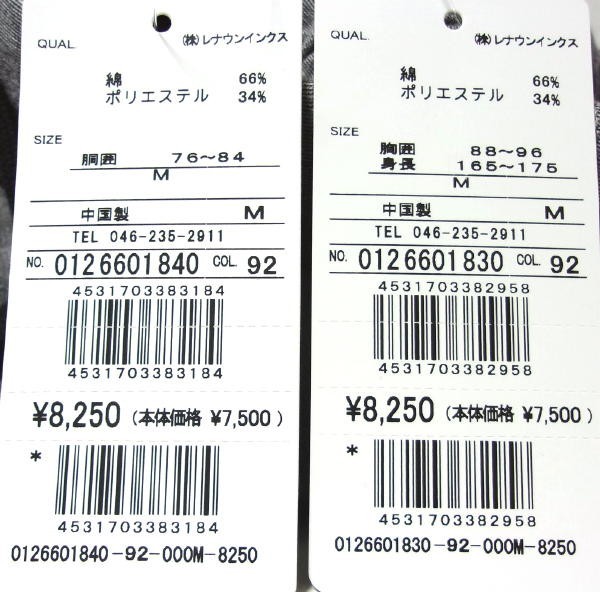 QUAL (株)レナウンインクス
綿 66%
ポリエステル 34%
SIZE
胴囲 76~84
M
中国製 M
TEL 046-235-2911
NO. 0126601840 COL. 92
4531703383184
4531703383184
¥8,250 (本体価格 ¥7,500)
*
4531703383184
0126601840-92-000M-8250
QUAL. (株)レナウンインクス
綿 66%
ポリエステル 34%
SIZE
胸囲 88~96
身長 165~175
M
中国製 M
TEL 046-235-2911
NO. 0126601830 COL. 92
4531703382958
4531703382958
¥8,250 (本体価格 ¥7,500)
*
4531703382958
0126601830-92-000M-8250